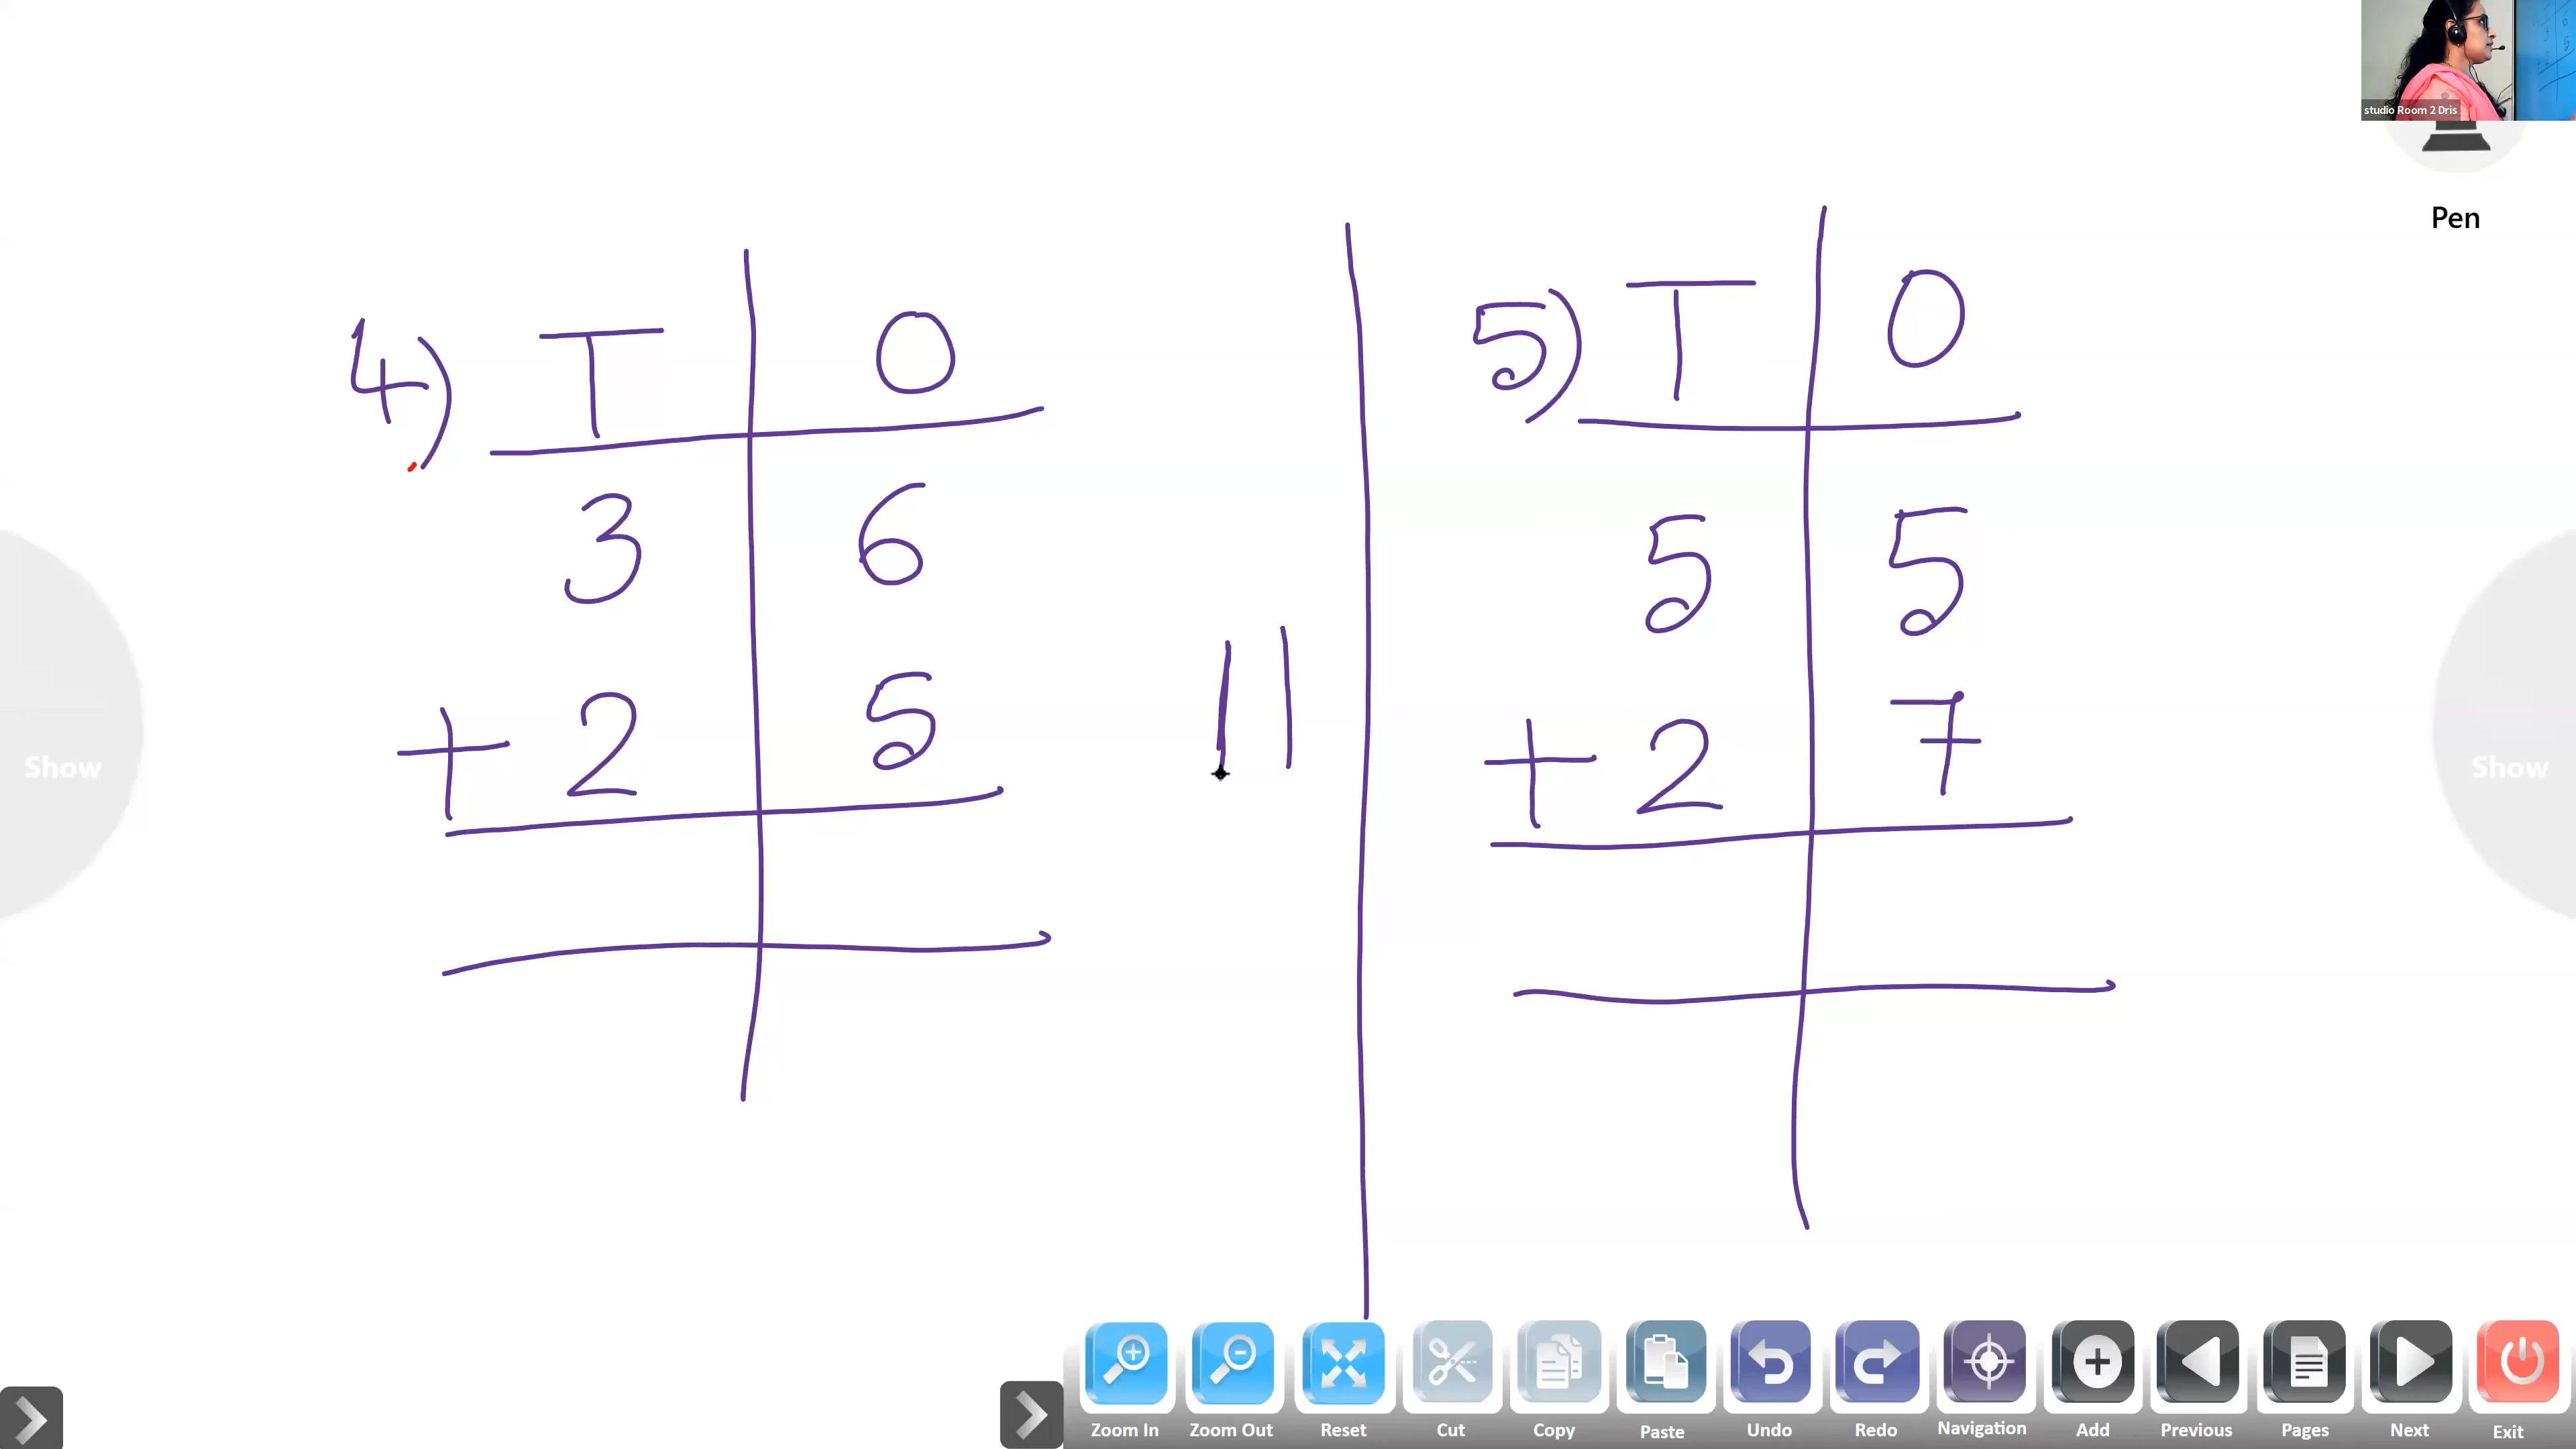 studio Room 2 Dris
Pen
4) T O
3 6
+ 2 5
11
5) T O
5 5
+ 2 7
Show
Show
Zoom In
Zoom Out
Reset
Cut
Copy
Paste
Undo
Redo
Navigation
Add
Previous
Pages
Next
Exit